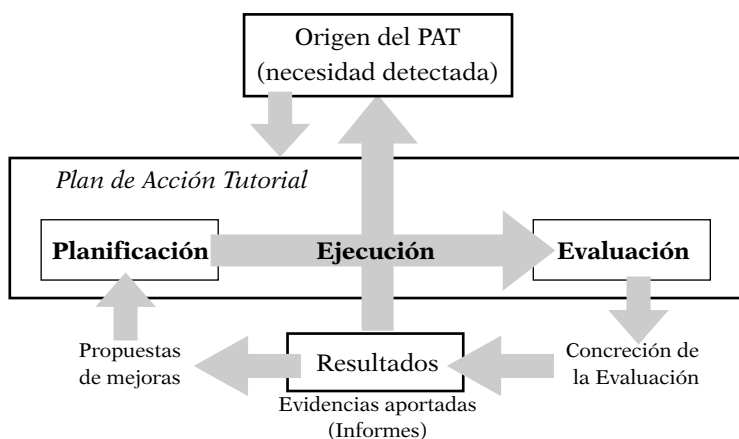 Origen del PAT
(necesidad detectada)
Plan de Acción Tutorial
Planificación
Ejecución
Evaluación
Propuestas
de mejoras
Resultados
Concreción de
la Evaluación
Evidencias aportadas
(Informes)